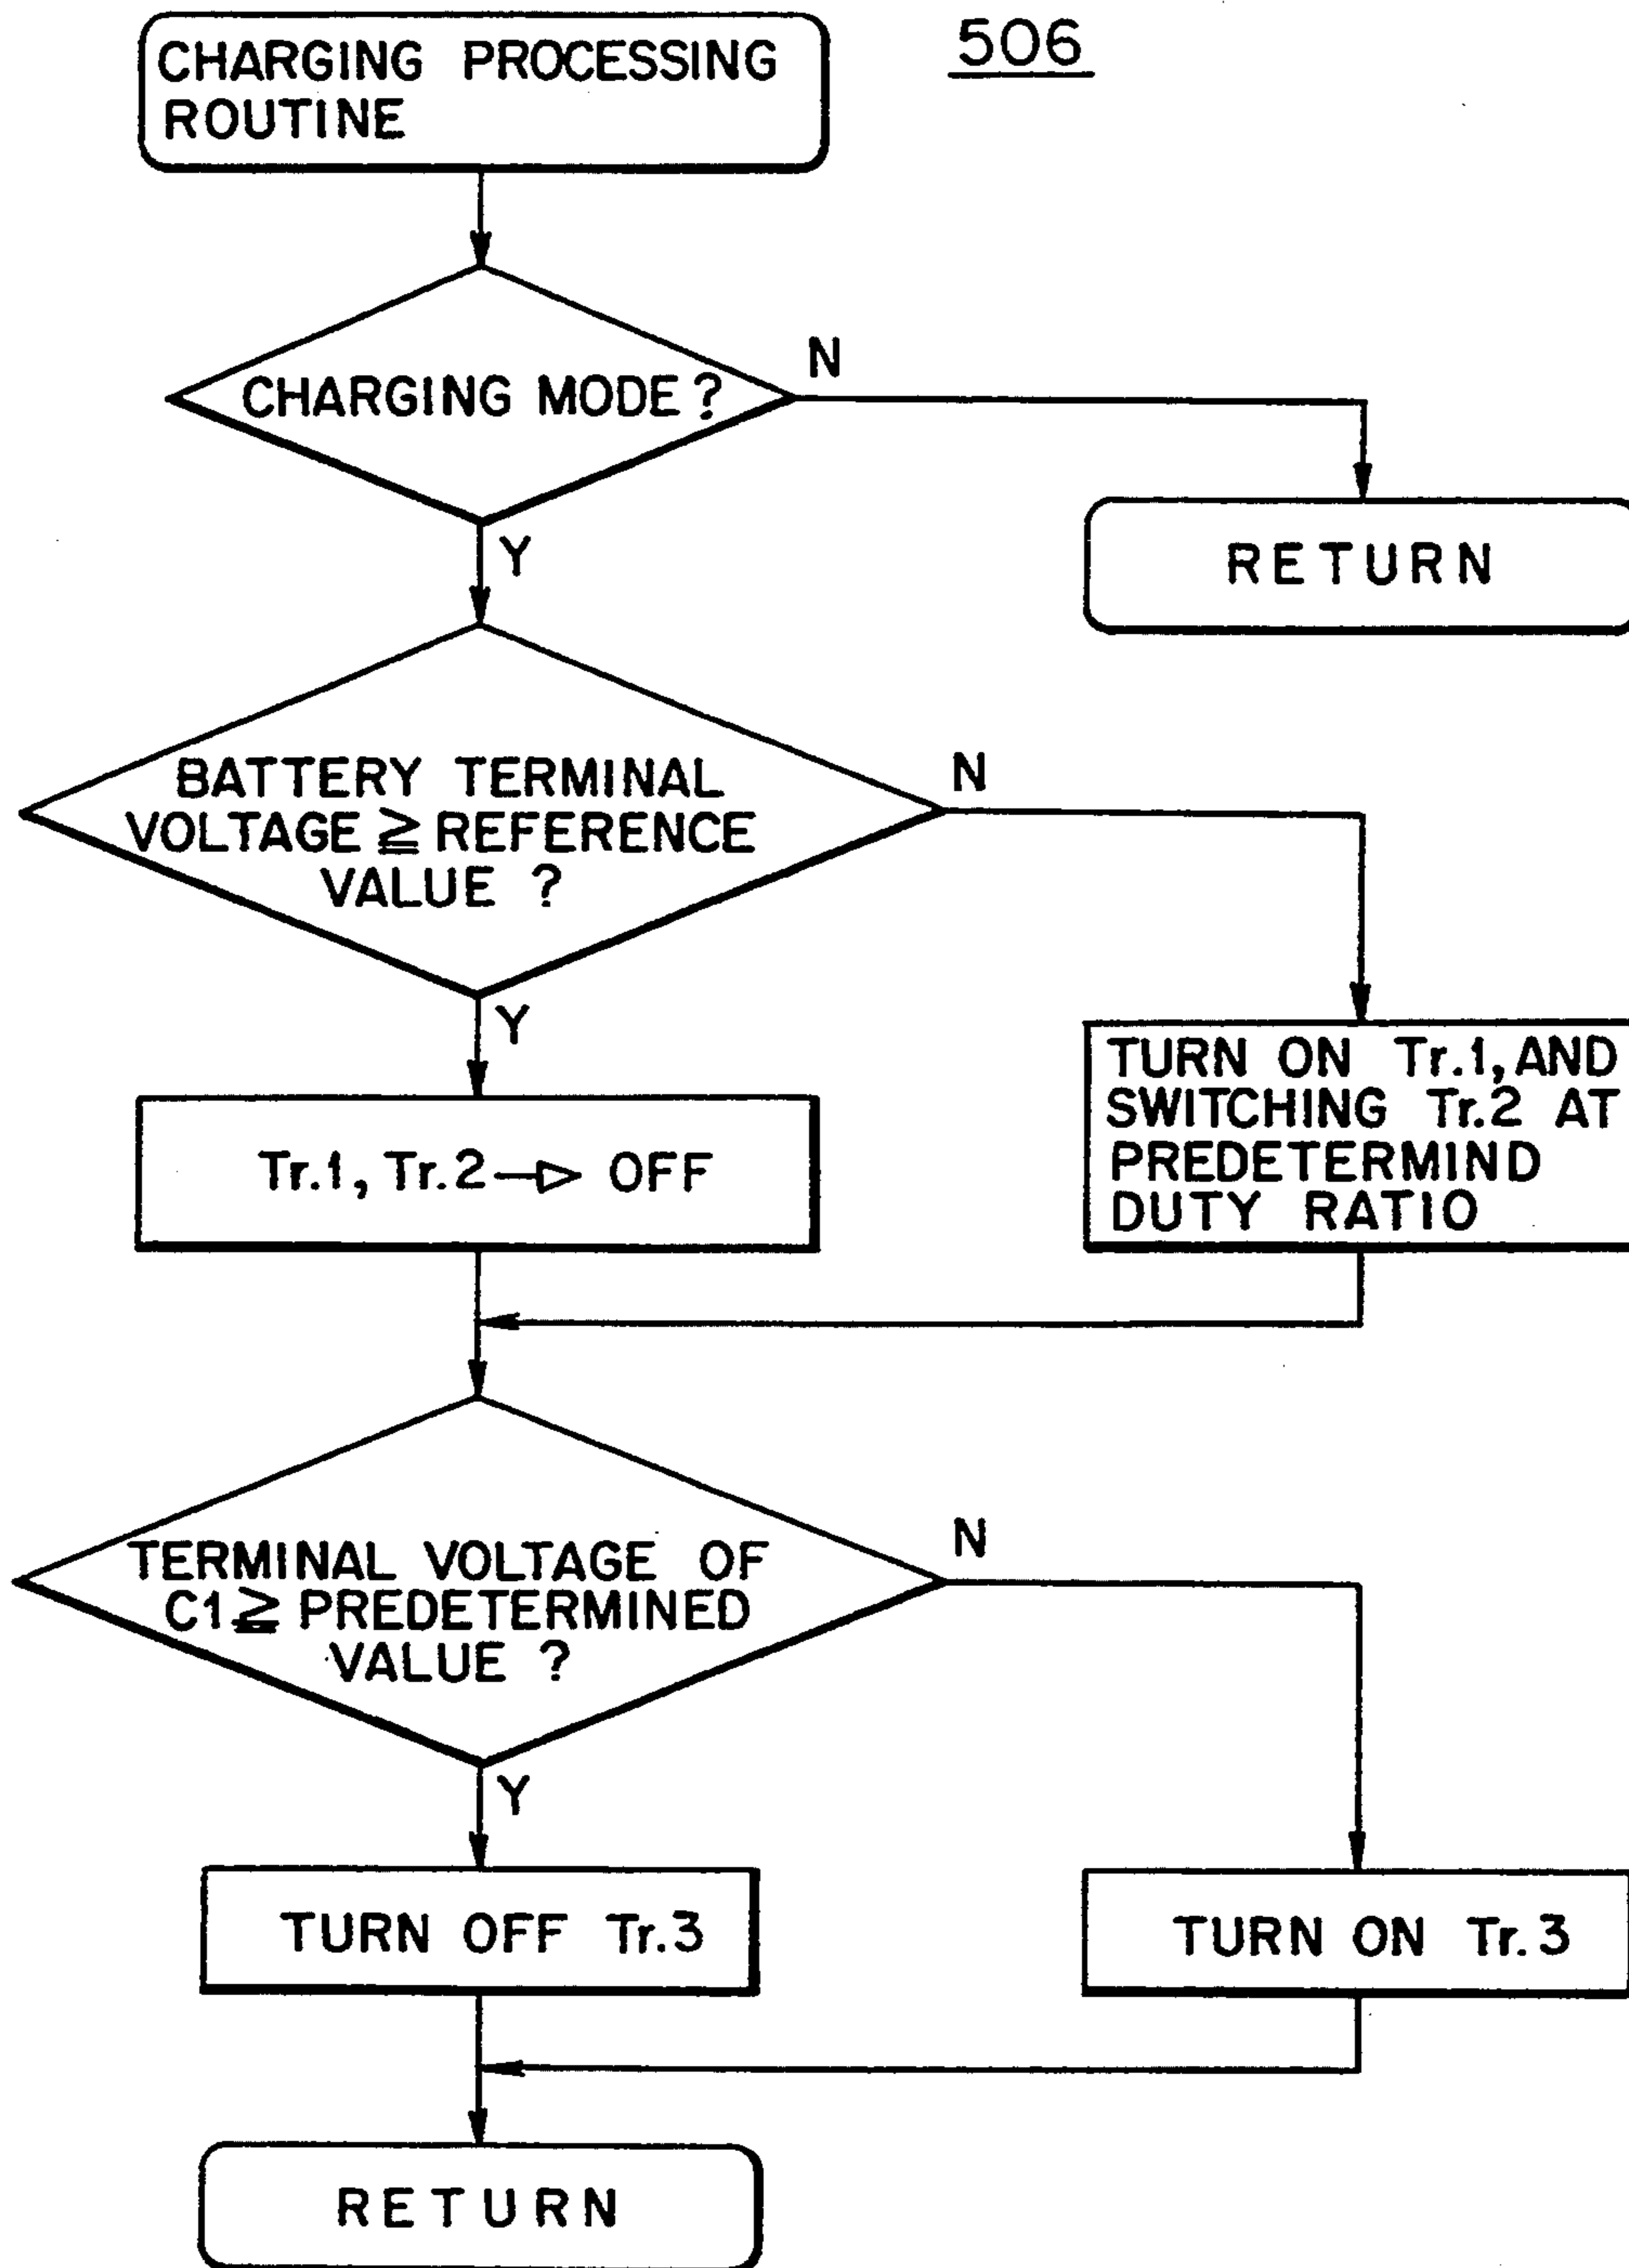 CHARGING PROCESSING
ROUTINE
506
CHARGING MODE?
N
RETURN
Y
BATTERY TERMINAL
VOLTAGE ≧ REFERENCE
VALUE ?
N
Y
TURN ON Tr.1, AND
SWITCHING Tr.2 AT
PREDETERMIND
DUTY RATIO
Tr.1, Tr.2 → OFF
TERMINAL VOLTAGE OF
C1 ≧ PREDETERMINED
VALUE ?
N
Y
TURN OFF Tr.3
TURN ON Tr.3
RETURN